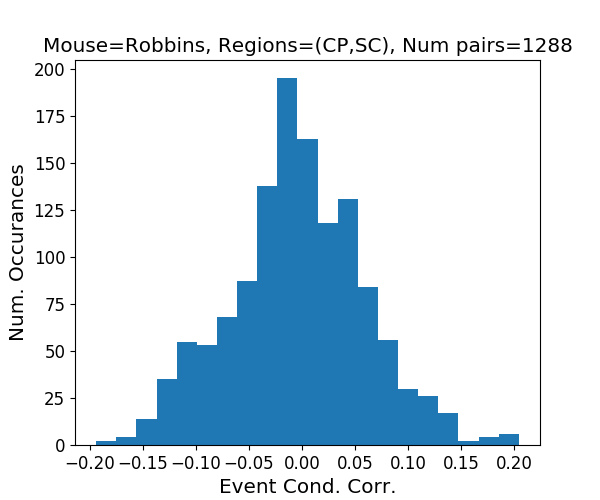 Mouse=Robbins, Regions=(CP,SC), Num pairs=1288
200
175
150
125
100
75
50
25
0
Num. Occurances
−0.20 −0.15 −0.10 −0.05 0.00 0.05 0.10 0.15 0.20
Event Cond. Corr.